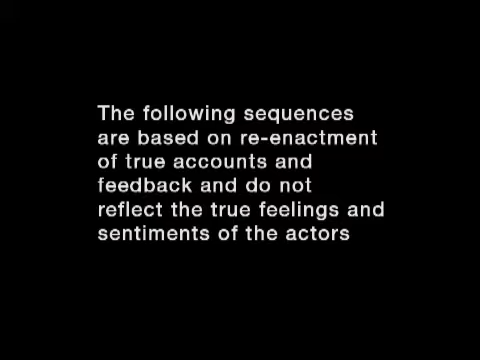 The following sequences
are based on re-enactment
of true accounts and
feedback and do not
reflect the true feelings and
sentiments of the actors